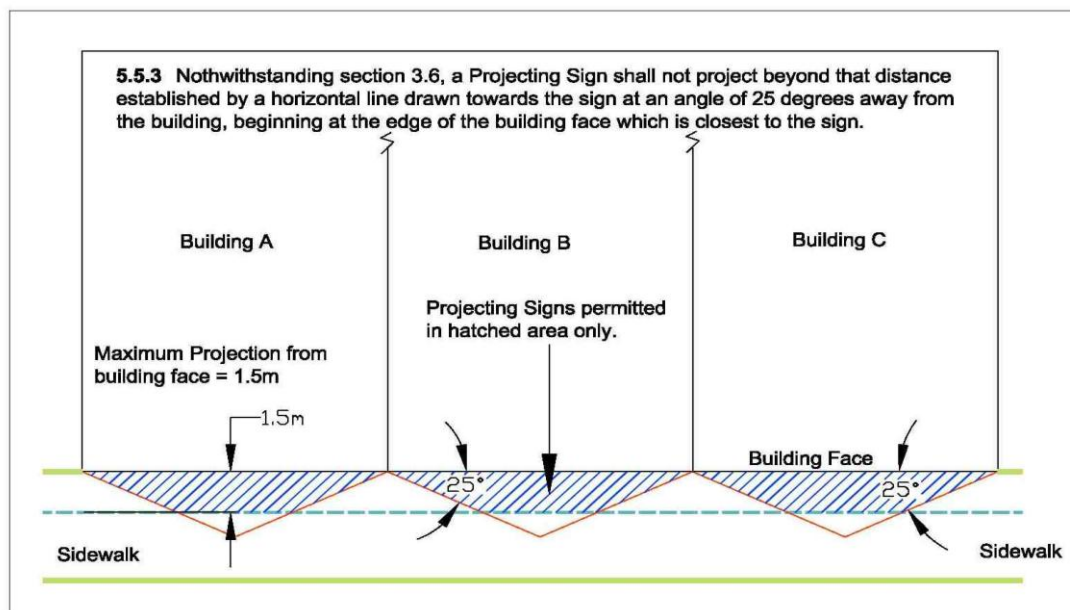 5.5.3 Nothwithstanding section 3.6, a Projecting Sign shall not project beyond that distance
established by a horizontal line drawn towards the sign at an angle of 25 degrees away from
the building, beginning at the edge of the building face which is closest to the sign.
Building A
Building B
Building C
Projecting Signs permitted
in hatched area only.
Maximum Projection from
building face = 1.5m
1.5m
Building Face
25°
25°
Sidewalk
Sidewalk